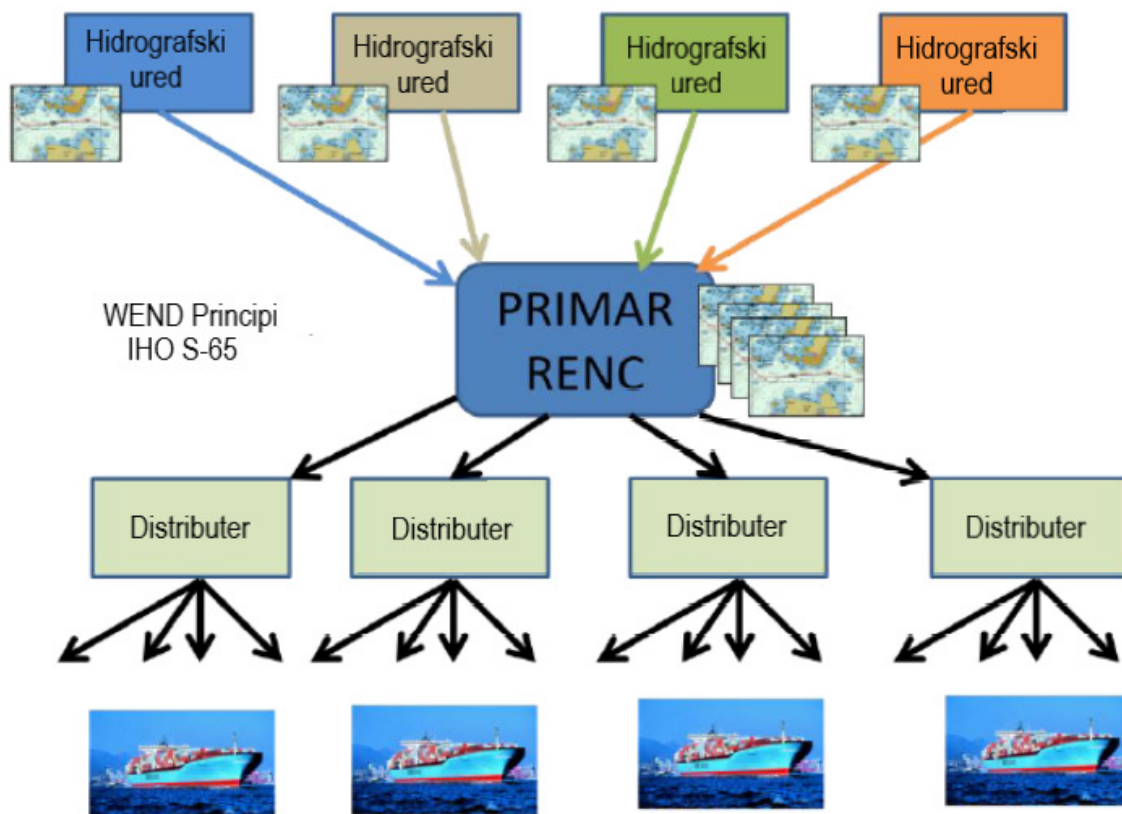 Hidrografski
ured
Hidrografski
ured
Hidrografski
ured
Hidrografski
ured
WEND Principi
IHO S-65
PRIMAR
RENC
Distributer
Distributer
Distributer
Distributer